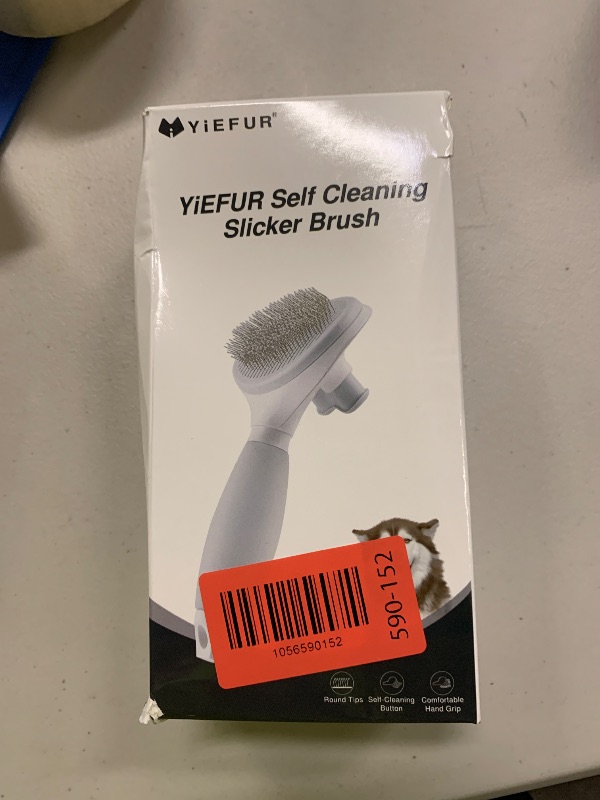 YiEFUR®
YiEFUR Self Cleaning
Slicker Brush
1056590152
590-152
Round Tips
Self-Cleaning
Button
Comfortable
Hand Grip